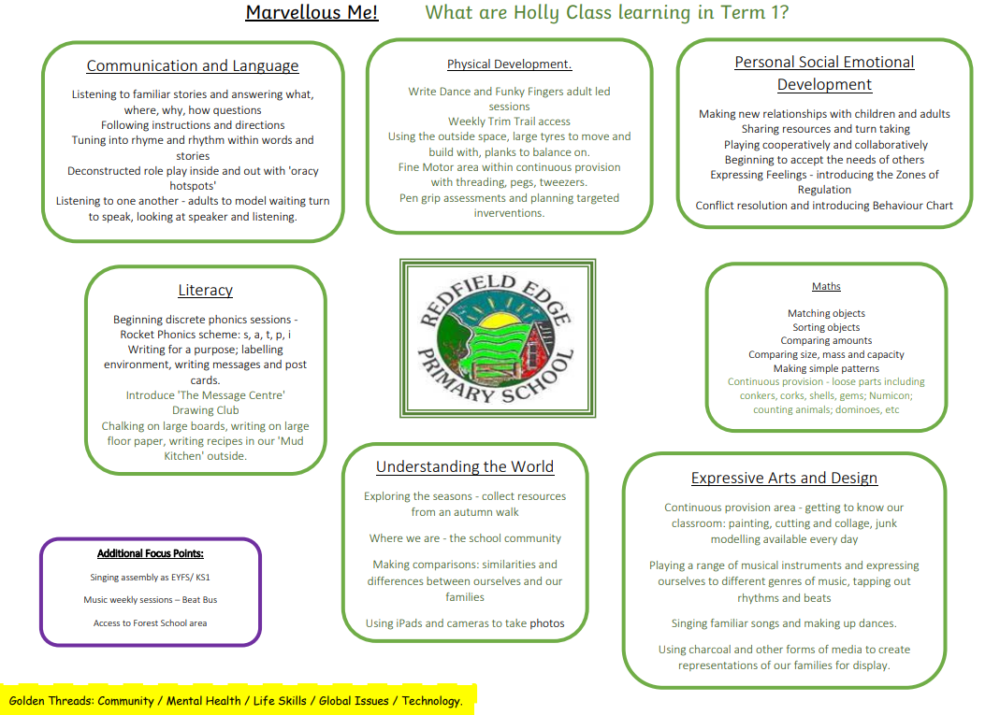 Marvellous Me! What are Holly Class learning in Term 1?
Communication and Language
Listening to familiar stories and answering what,
where, why, how questions
Following instructions and directions
Tuning into rhyme and rhythm within words and
stories
Deconstructed role play inside and out with 'oracy
hotspots'
Listening to one another - adults to model waiting turn
to speak, looking at speaker and listening.
Physical Development.
Write Dance and Funky Fingers adult led
sessions
Weekly Trim Trail access
Using the outside space, large tyres to move and
build with, planks to balance on.
Fine Motor area within continuous provision
with threading, pegs, tweezers.
Pen grip assessments and planning targeted
inverventions.
Personal Social Emotional
Development
Making new relationships with children and adults
Sharing resources and turn taking
Playing cooperatively and collaboratively
Beginning to accept the needs of others
Expressing Feelings - introducing the Zones of
Regulation
Conflict resolution and introducing Behaviour Chart
Literacy
Beginning discrete phonics sessions -
Rocket Phonics scheme: s, a, t, p, i
Writing for a purpose; labelling
environment, writing messages and post
cards.
Introduce 'The Message Centre'
Drawing Club
Chalking on large boards, writing on large
floor paper, writing recipes in our 'Mud
Kitchen' outside.
REDFIELD EDGE
PRIMARY SCHOOL
Maths
Matching objects
Sorting objects
Comparing amounts
Comparing size, mass and capacity
Making simple patterns
Continuous provision - loose parts including
conkers, corks, shells, gems; Numicon;
counting animals; dominoes, etc
Understanding the World
Exploring the seasons - collect resources
from an autumn walk
Where we are - the school community
Making comparisons: similarities and
differences between ourselves and our
families
Using iPads and cameras to take photos
Expressive Arts and Design
Continuous provision area - getting to know our
classroom: painting, cutting and collage, junk
modelling available every day
Playing a range of musical instruments and expressing
ourselves to different genres of music, tapping out
rhythms and beats
Singing familiar songs and making up dances.
Using charcoal and other forms of media to create
representations of our families for display.
Additional Focus Points:
Singing assembly as EYFS/ KS1
Music weekly sessions – Beat Bus
Access to Forest School area
Golden Threads: Community / Mental Health / Life Skills / Global Issues / Technology.